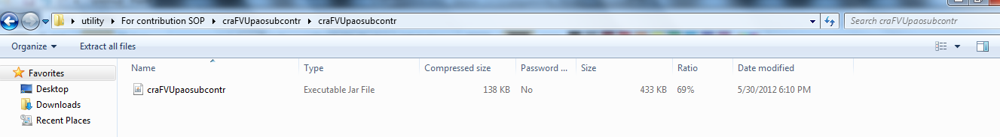 utility For contribution SOP craFVUpaosubcontr craFVUpaosubcontr Search craFVUpaosubcontr
Organize Extract all files
Favorites
Desktop
Downloads
Recent Places
Name Type Compressed size Password ... Size Ratio Date modified
craFVUpaosubcontr Executable Jar File 138 KB No 433 KB 69% 5/30/2012 6:10 PM